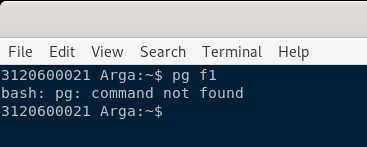 File Edit View Search Terminal Help
3120600021 Arga:~$ pg f1
bash: pg: command not found
3120600021 Arga:~$